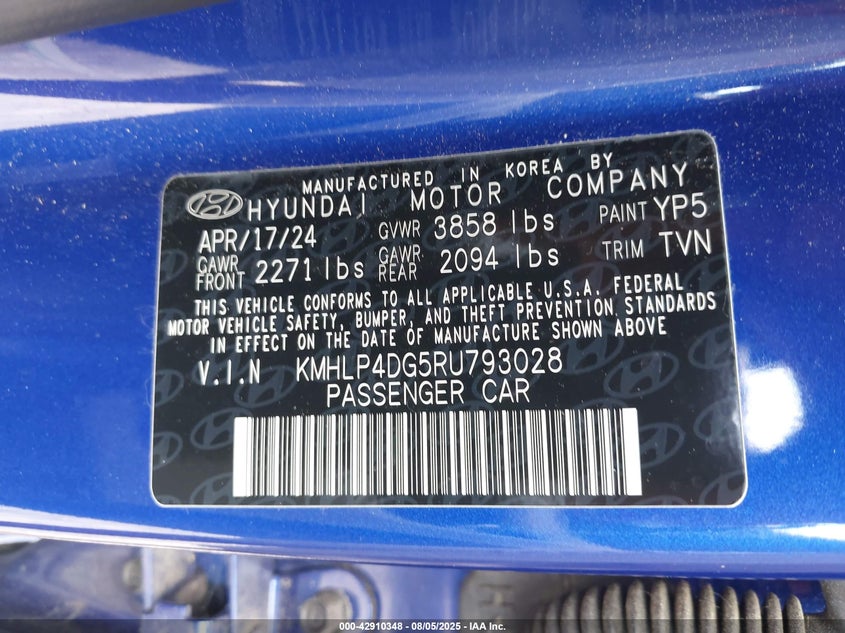 MANUFACTURED IN KOREA BY
HYUNDAI MOTOR COMPANY
APR/17/24 GVWR 3858 lbs PAINT YP5
GAWR FRONT 2271 lbs GAWR REAR 2094 lbs TRIM TVN
THIS VEHICLE CONFORMS TO ALL APPLICABLE U.S.A. FEDERAL
MOTOR VEHICLE SAFETY, BUMPER, AND THEFT PREVENTION STANDARDS
IN EFFECT ON THE DATE OF MANUFACTURE SHOWN ABOVE
V.I.N KMHLP4DG5RU793028
PASSENGER CAR
000-42910348 - 08/05/2025 - IAA Inc.